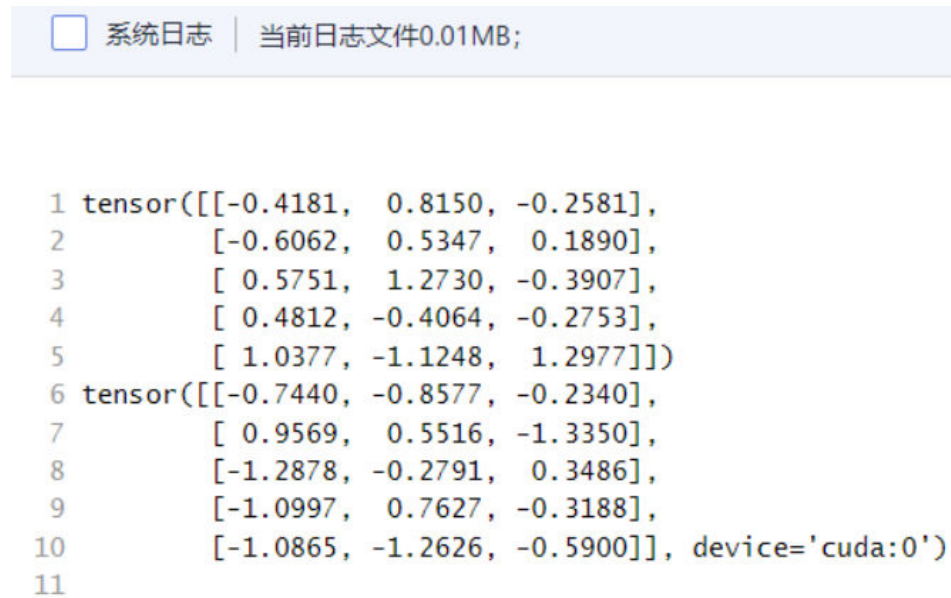 系统日志 | 当前日志文件0.01MB;
1 tensor([[-0.4181,  0.8150, -0.2581],
2         [-0.6062,  0.5347,  0.1890],
3         [ 0.5751,  1.2730, -0.3907],
4         [ 0.4812, -0.4064, -0.2753],
5         [ 1.0377, -1.1248,  1.2977]])
6 tensor([[-0.7440, -0.8577, -0.2340],
7         [ 0.9569,  0.5516, -1.3350],
8         [-1.2878, -0.2791,  0.3486],
9         [-1.0997,  0.7627, -0.3188],
10         [-1.0865, -1.2626, -0.5900]], device='cuda:0')
11